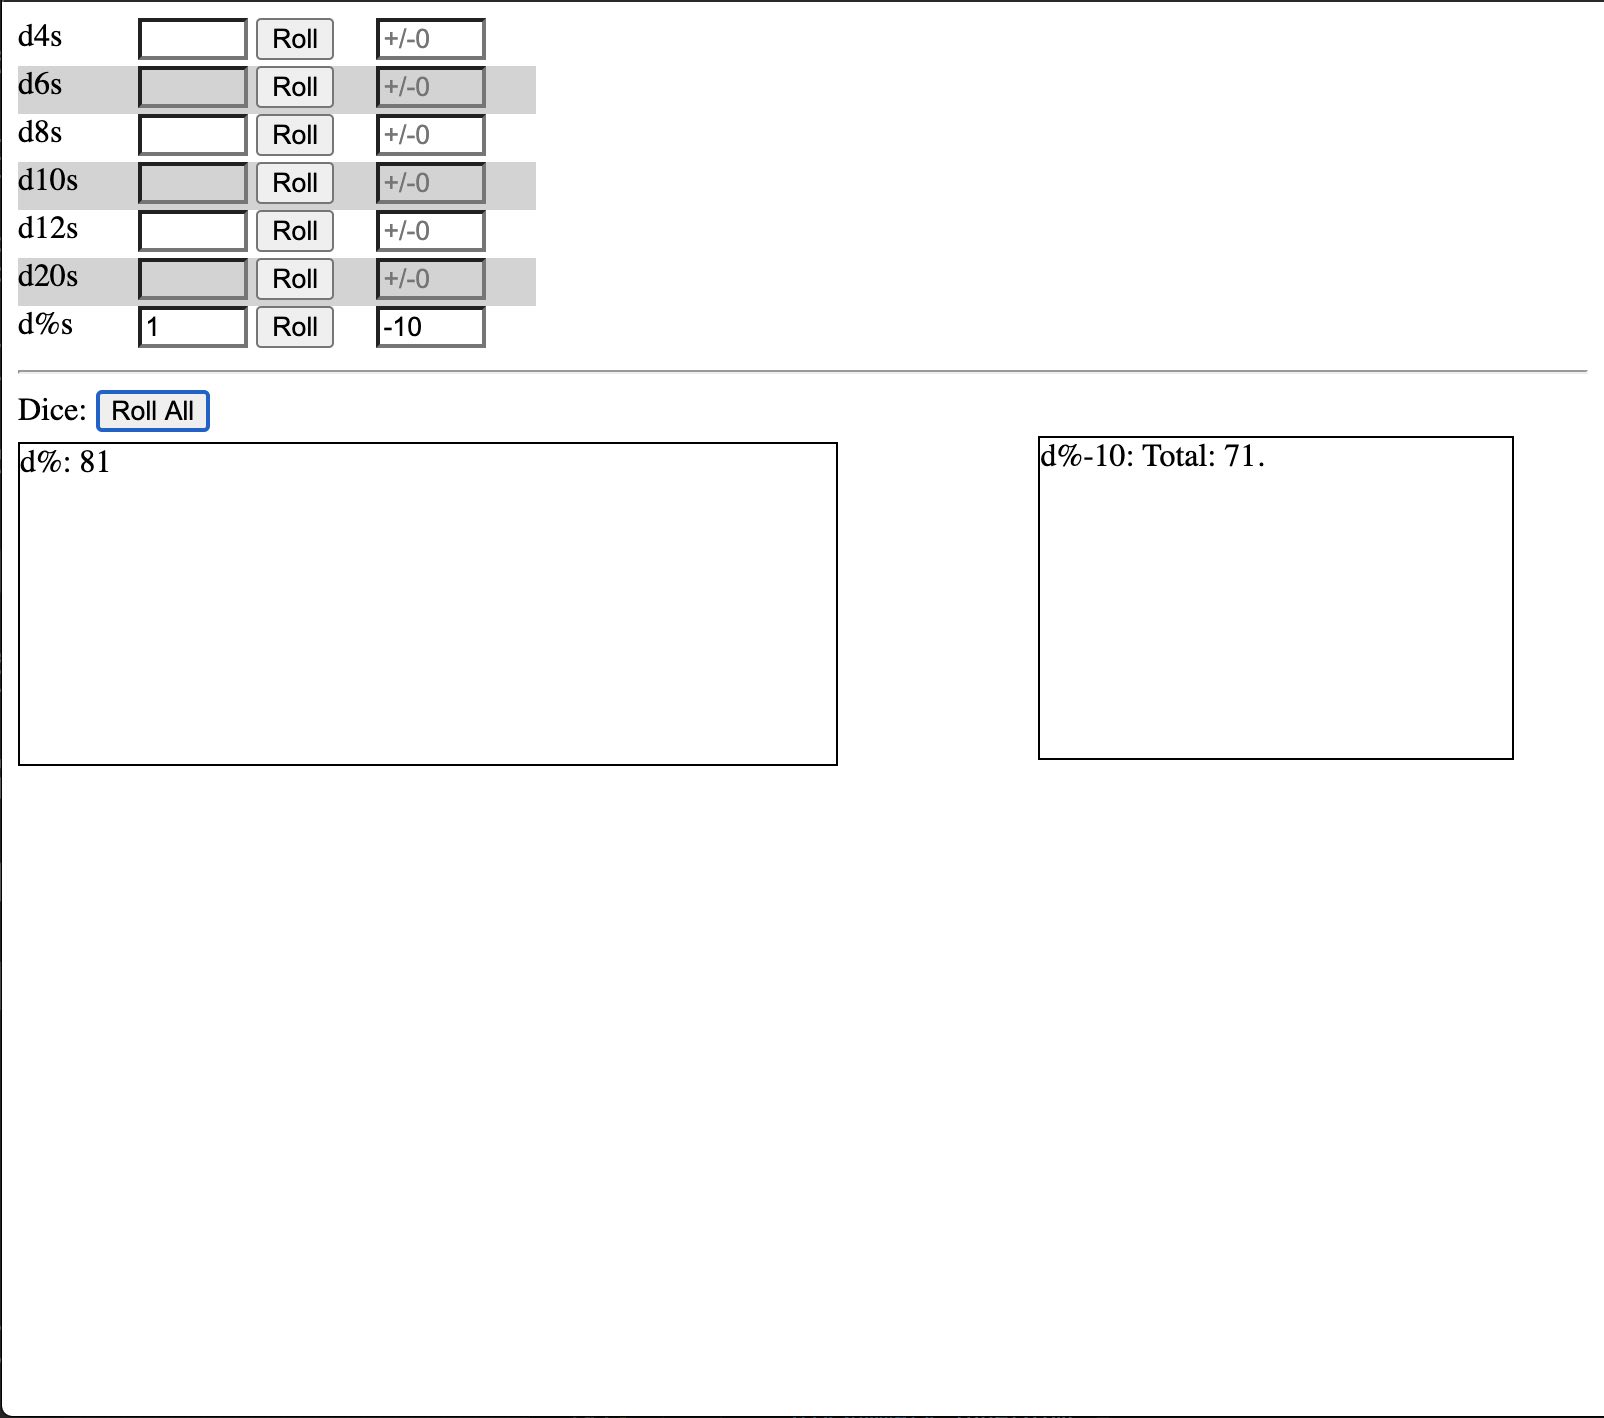 d4s Roll +/-0
d6s Roll +/-0
d8s Roll +/-0
d10s Roll +/-0
d12s Roll +/-0
d20s Roll +/-0
d%s 1 Roll -10
Dice: Roll All
d%: 81
d%-10: Total: 71.